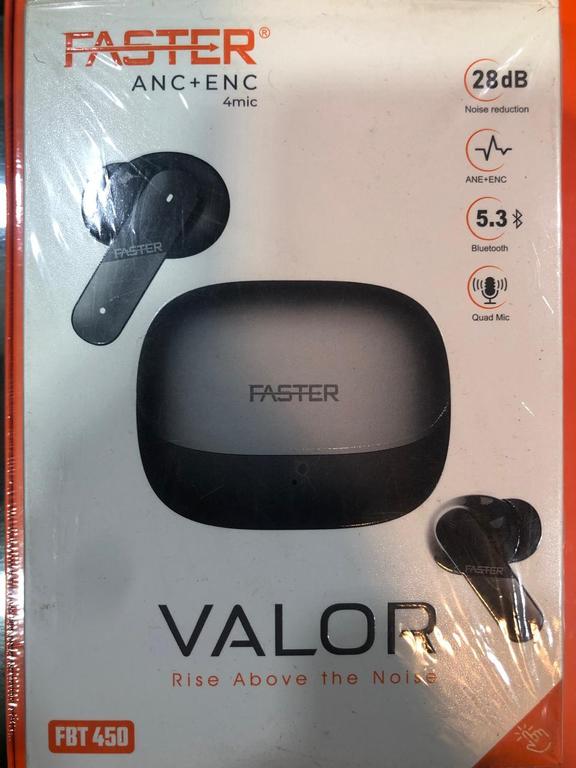 FASTER®
ANC+ENC
4mic
28dB
Noise reduction
ANE+ENC
5.3
Bluetooth
Quad Mic
FASTER
FASTER
FASTER
VALOR
Rise Above the Noise
FBT 450